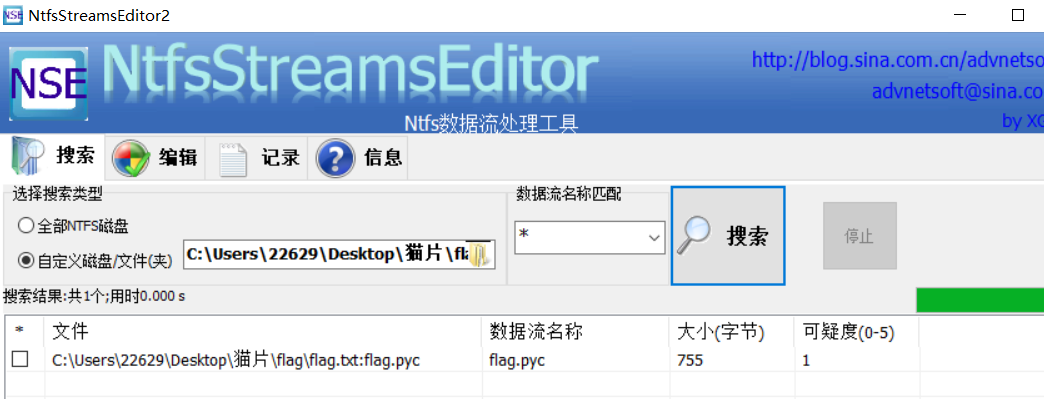 NSE NtfsStreamsEditor2
NSE NtfsStreamsEditor
http://blog.sina.com.cn/advnetso
advnetsoft@sina.co
Ntfs数据流处理工具
by XC
搜索 编辑 记录 ? 信息
选择搜索类型 数据流名称匹配
全部NTFS磁盘
自定义磁盘/文件(夹) C:\Users\22629\Desktop\猫片\fla * 搜索 停止
搜索结果:共1个;用时0.000 s
* 文件 数据流名称 大小(字节) 可疑度(0-5)
C:\Users\22629\Desktop\猫片\flag\flag.txt:flag.pyc flag.pyc 755 1